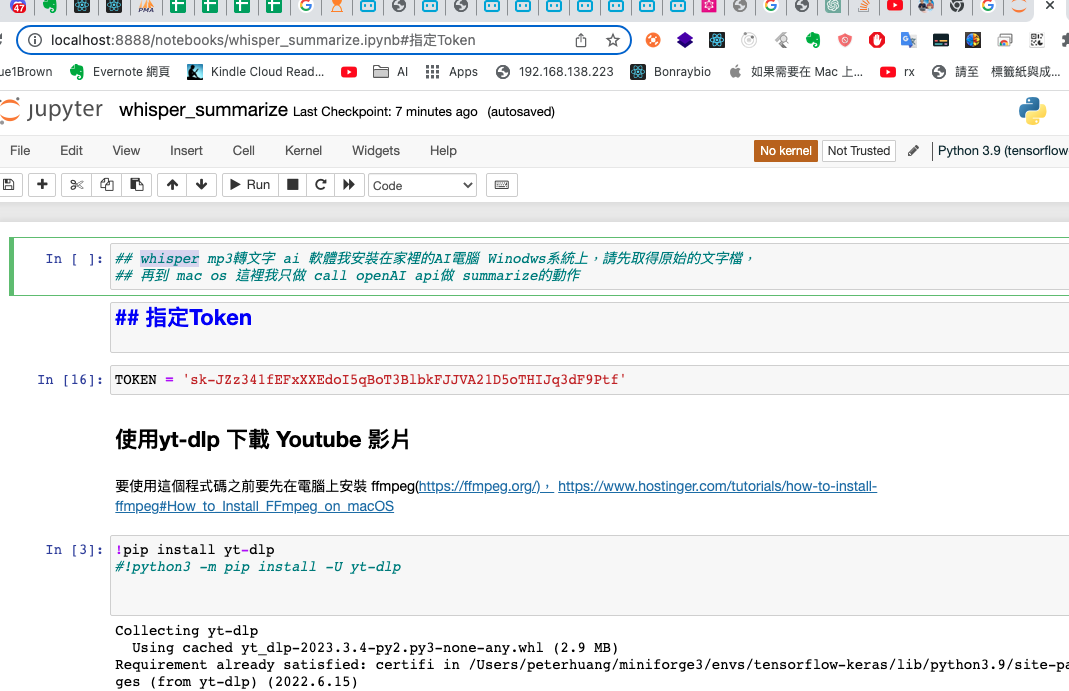 47
PMA
localhost:8888/notebooks/whisper_summarize.ipynb#指定Token
ue1Brown Evernote 網頁 Kindle Cloud Read... AI Apps 192.168.138.223 Bonraybio 如果需要在 Mac 上... rx 請至 標籤紙與成...
jupyter whisper_summarize Last Checkpoint: 7 minutes ago (autosaved)
File Edit View Insert Cell Kernel Widgets Help No kernel Not Trusted Python 3.9 (tensorflow
Run Code
In [ ]: ## whisper mp3轉文字 ai 軟體我安裝在家裡的AI電腦 Winodws系統上，請先取得原始的文字檔，
## 再到 mac os 這裡我只做 call openAI api做 summarize的動作
## 指定Token
In [16]: TOKEN = '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'
使用yt-dlp 下載 Youtube 影片
要使用這個程式碼之前要先在電腦上安裝 ffmpeg(https://ffmpeg.org/)， https://www.hostinger.com/tutorials/how-to-install-
ffmpeg#How_to_Install_FFmpeg_on_macOS
In [3]: !pip install yt-dlp
#!python3 -m pip install -U yt-dlp
Collecting yt-dlp
Using cached yt_dlp-2023.3.4-py2.py3-none-any.whl (2.9 MB)
Requirement already satisfied: certifi in /Users/peterhuang/miniforge3/envs/tensorflow-keras/lib/python3.9/site-pa
ges (from yt-dlp) (2022.6.15)